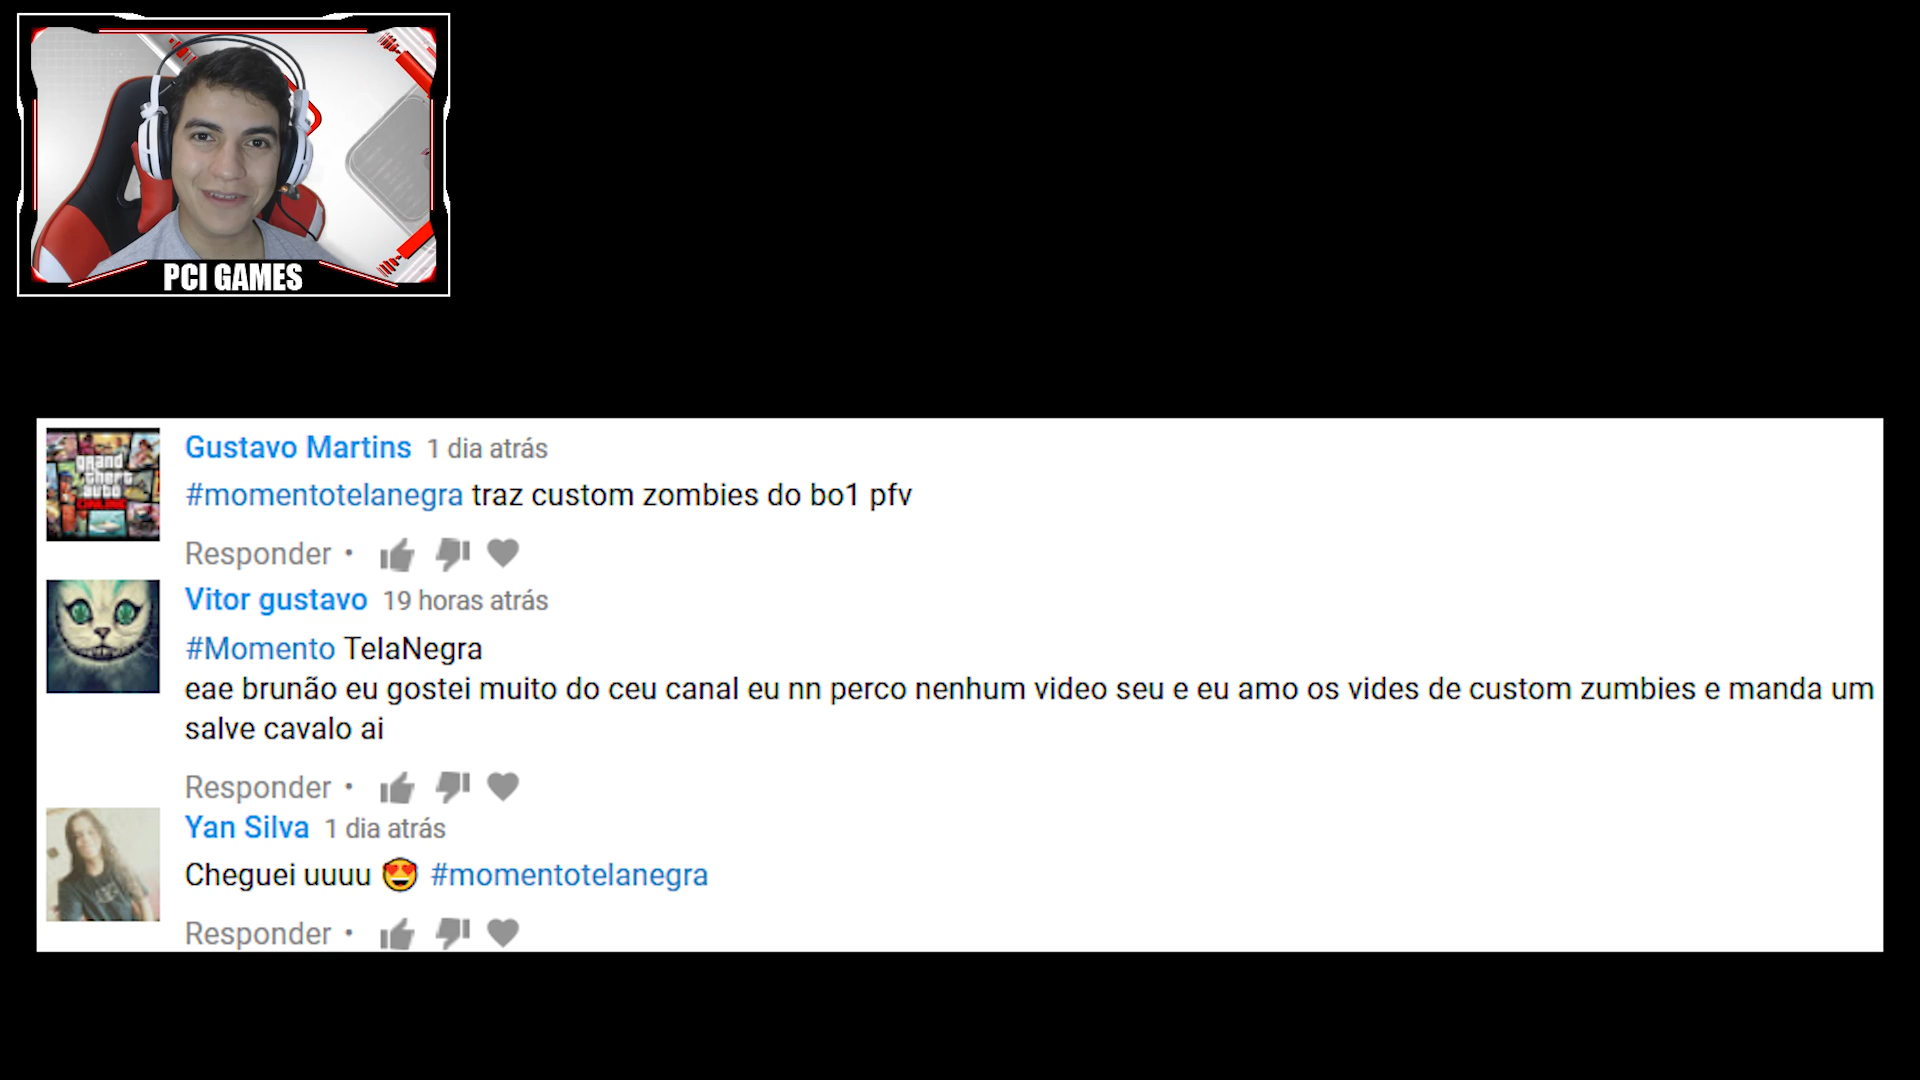 PCI GAMES
grand
theft
auto
Gustavo Martins 1 dia atrás
#momentotelanegra traz custom zombies do bo1 pfv
Responder •
Vitor gustavo 19 horas atrás
#Momento TelaNegra
eae brunão eu gostei muito do ceu canal eu nn perco nenhum video seu e eu amo os vides de custom zumbies e manda um
salve cavalo ai
Responder •
Yan Silva 1 dia atrás
Cheguei uuuu 😍 #momentotelanegra
Responder •